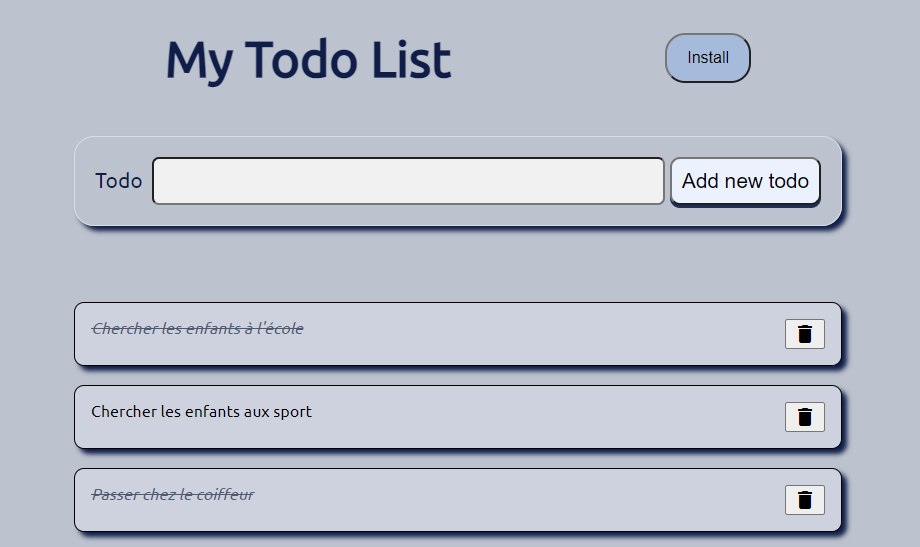 My Todo List
Install
Todo
Add new todo
Chercher les enfants à l'école
Chercher les enfants aux sport
Passer chez le coiffeur